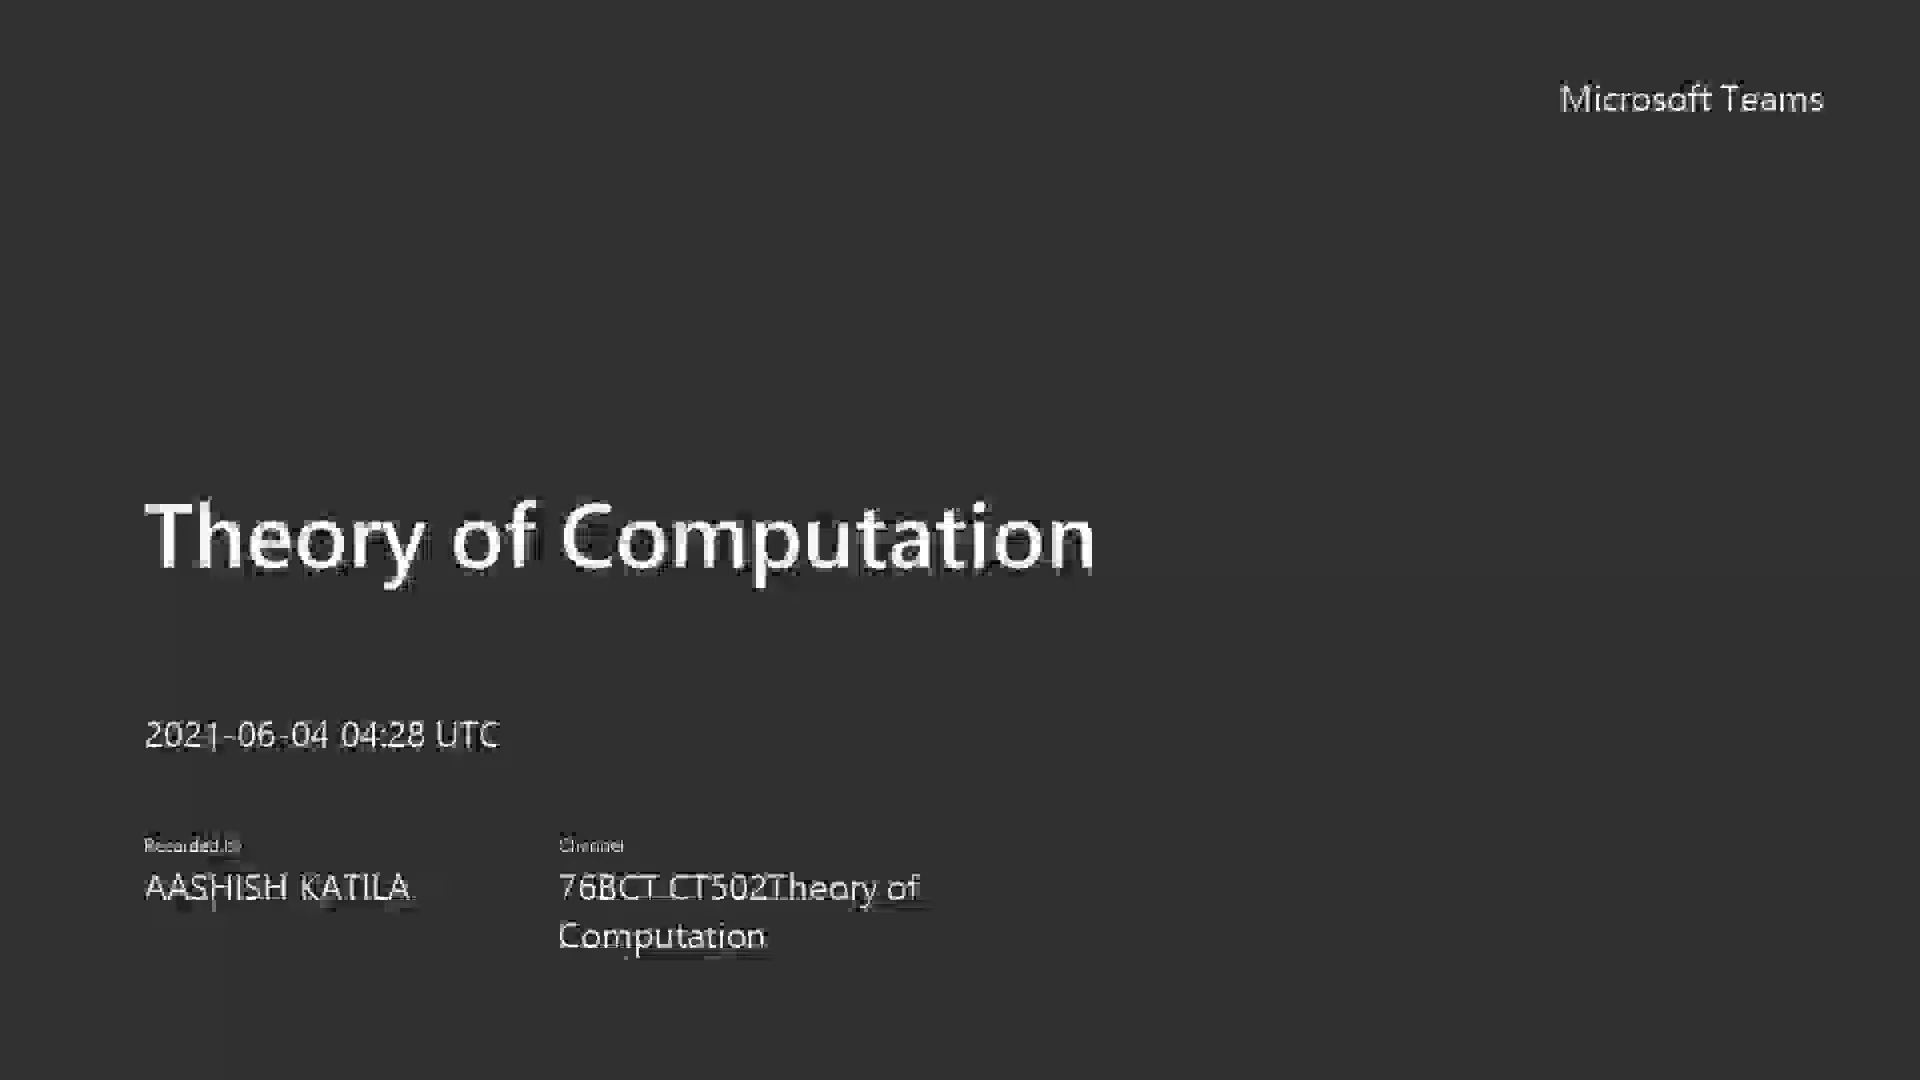 Microsoft Teams
Theory of Computation
2021-06-04 04:28 UTC
Recorded by
Channel
AASHISH KATILA
76BCT CT502Theory of
Computation